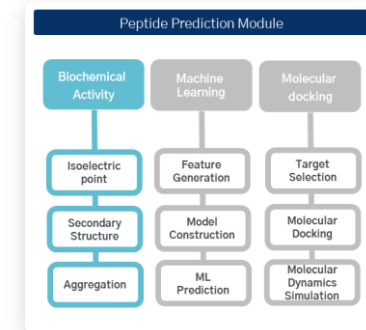 Peptide Prediction Module
Biochemical
Activity
Machine
Learning
Molecular
docking
Isoelectric
point
Feature
Generation
Target
Selection
Secondary
Structure
Model
Construction
Molecular
Docking
Aggregation
ML
Prediction
Molecular
Dynamics
Simulation